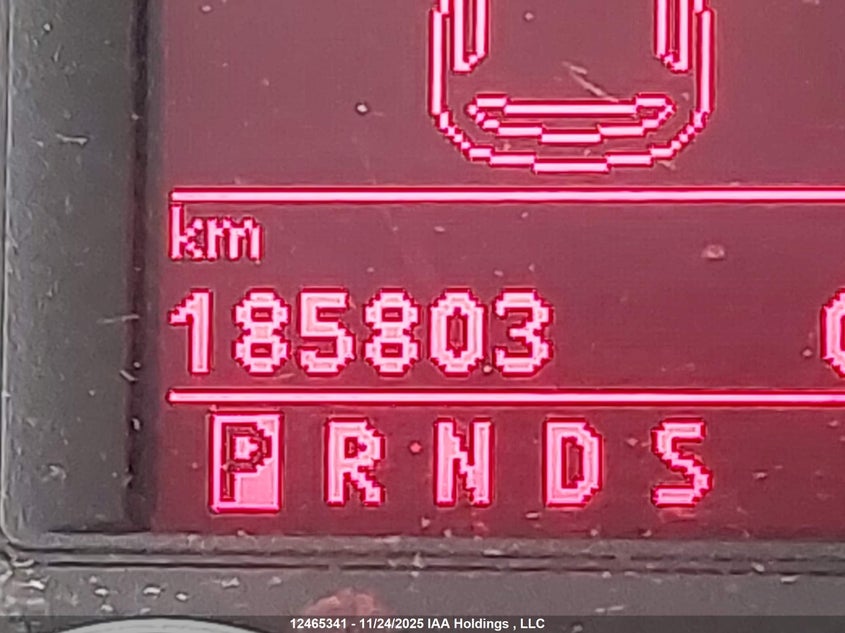 km
185803
P R N D S
12465341 - 11/24/2025 IAA Holdings , LLC